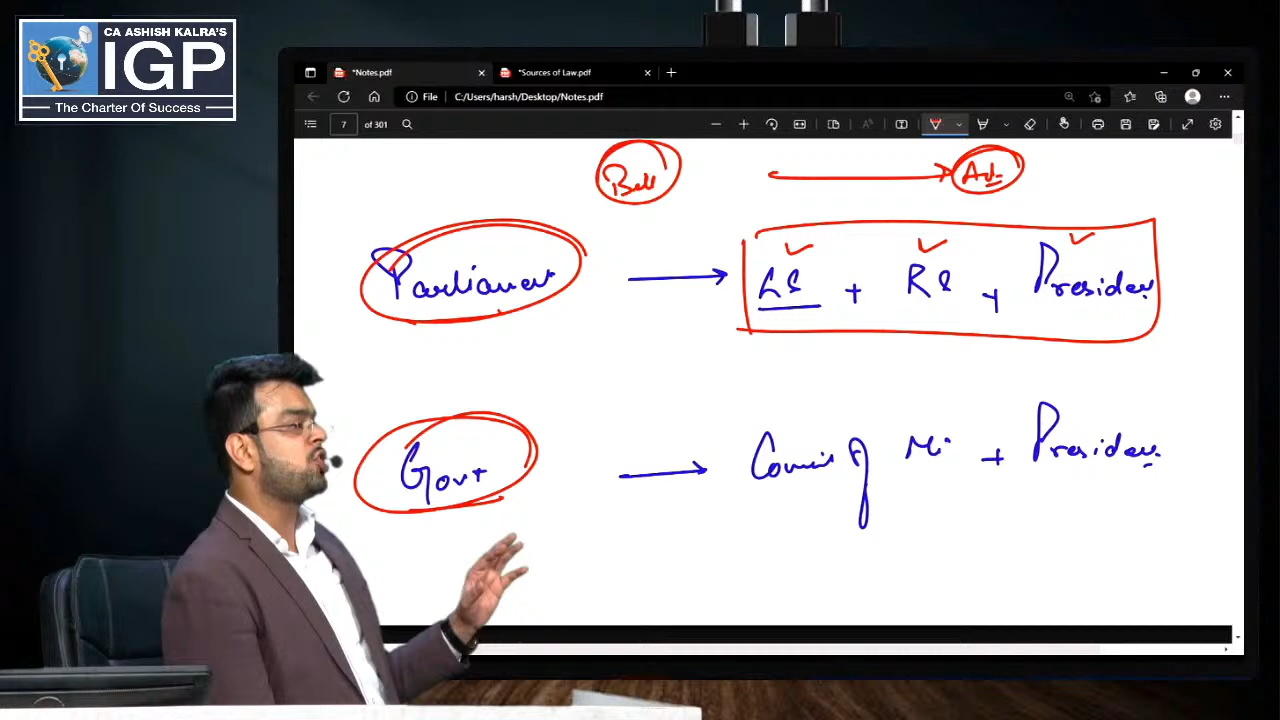 CA ASHISH KALRA'S
IGP
The Charter Of Success
*Notes.pdf
*Sources of Law.pdf
File C:/Users/harsh/Desktop/Notes.pdf
7 of 301
Bill Act
Parliament LS + RS + President
Govt Council of Mi + President